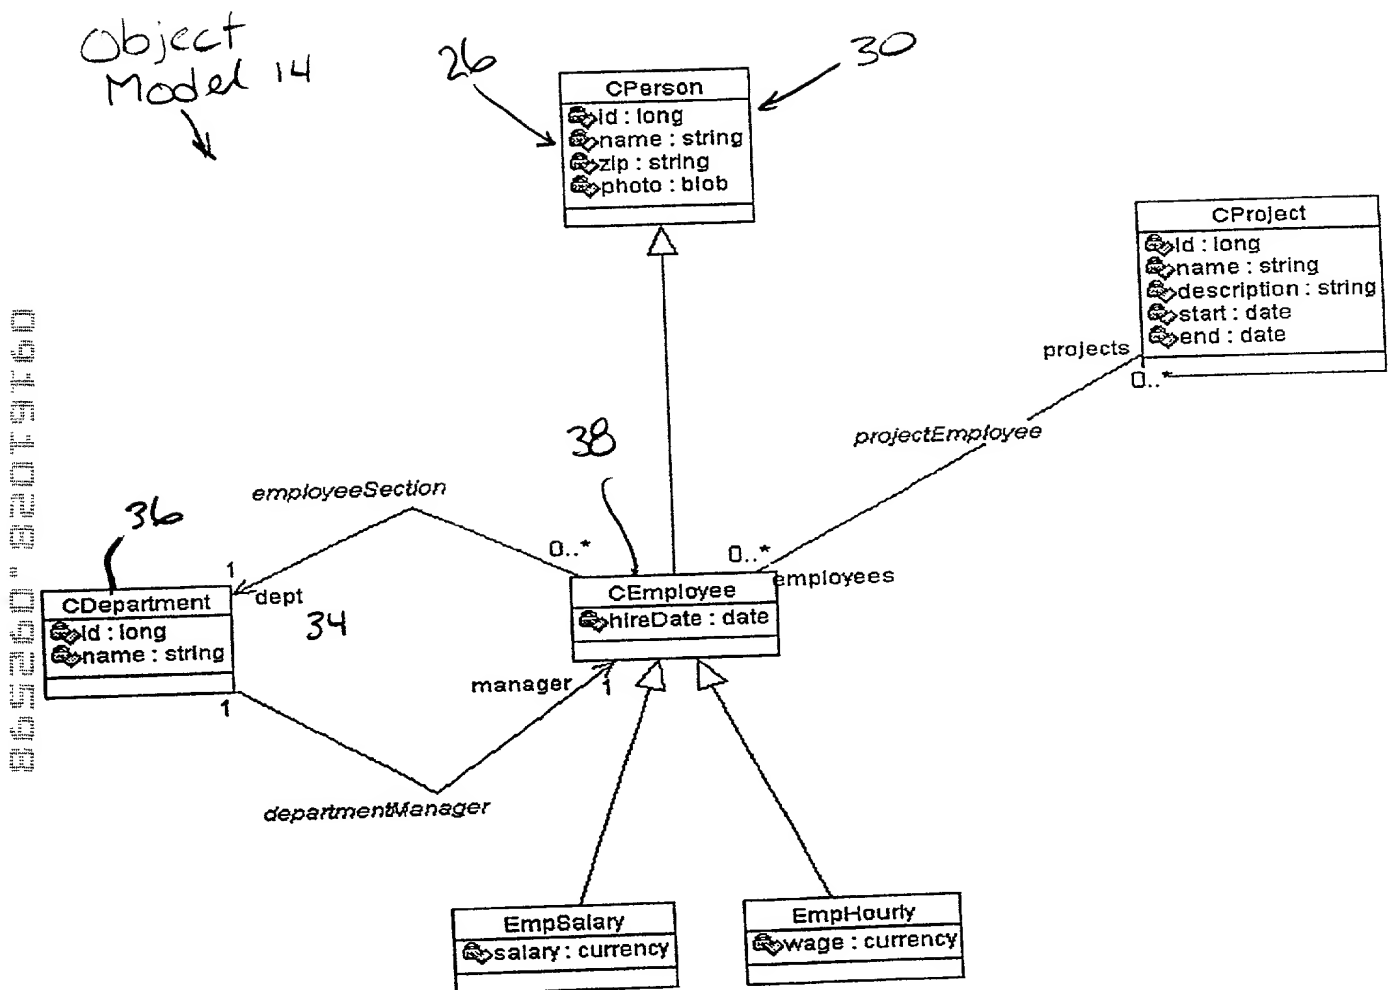 Object
Model 14
26
30
CPerson
id : long
name : string
zip : string
photo : blob
CProject
id : long
name : string
description : string
start : date
end : date
projects
0..*
projectEmployee
38
employeeSection
36
0..*
0..*
employees
1
dept
34
CDepartment
id : long
name : string
CEmployee
hireDate : date
manager
1
1
departmentManager
EmpSalary
salary : currency
EmpHourly
wage : currency